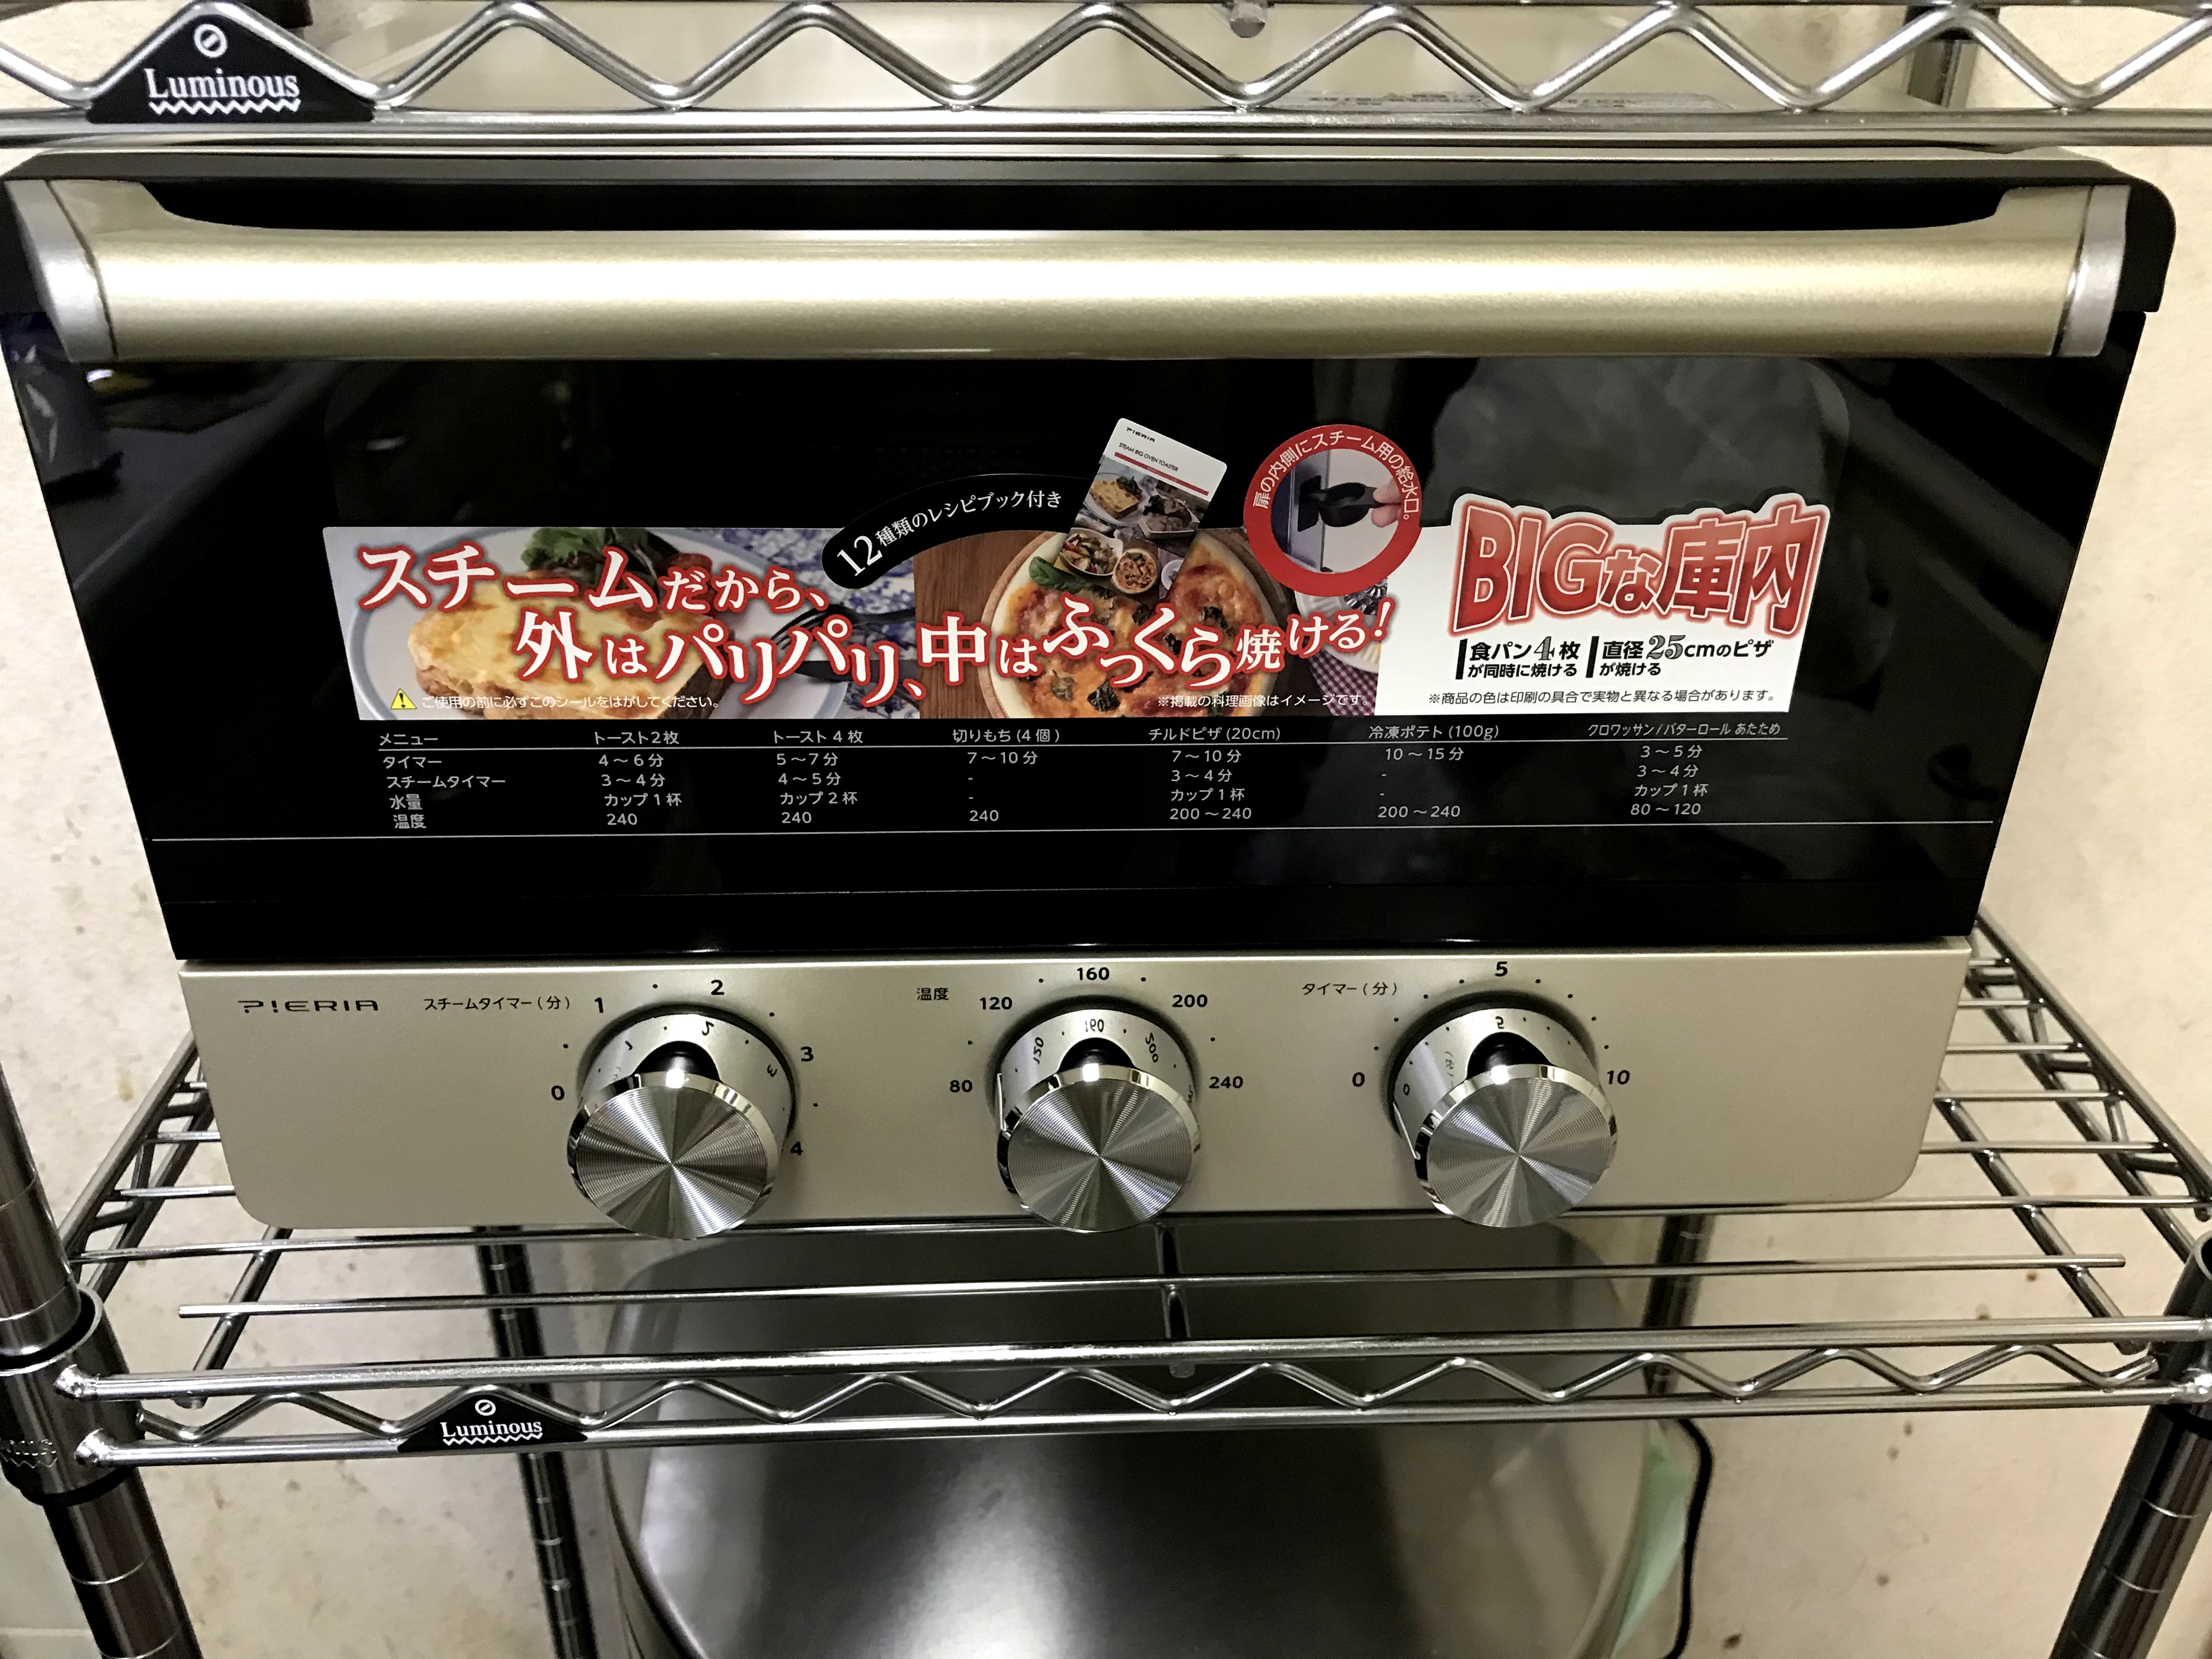 Luminous
PIERIA
STEAM BIG OVEN TOASTER
12種類のレシピブック付き
扉の内側にスチーム用の給水口。
スチームだから、
外はパリパリ、中はふっくら焼ける!
BIGな庫内
食パン4枚が同時に焼ける
直径25cmのピザが焼ける
ご使用の前に必ずこのシールをはがしてください。
※掲載の料理画像はイメージです。
※商品の色は印刷の具合で実物と異なる場合があります。
メニュー トースト2枚 トースト4枚 切りもち(4個) チルドピザ(20cm) 冷凍ポテト(100g) クロワッサン/バターロール あたため
タイマー 4～6分 5～7分 7～10分 7～10分 10～15分 3～5分
スチームタイマー 3～4分 4～5分 - 3～4分 - 3～4分
水量 カップ1杯 カップ2杯 - カップ1杯 - カップ1杯
温度 240 240 240 200～240 200～240 80～120
PIERIA
スチームタイマー(分)
0 1 2 3 4
温度
80 120 160 200 240
タイマー(分)
0 5 10
Luminous